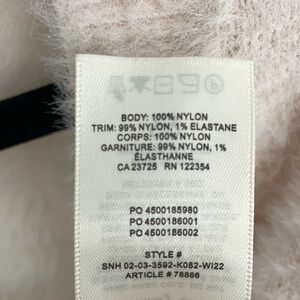 BODY: 100% NYLON
TRIM: 99% NYLON, 1% ELASTANE
CORPS: 100% NYLON
GARNITURE: 99% NYLON, 1%
ÉLASTHANNE
CA 23725 RN 122354
PO 4500185980
PO 4500186001
PO 4500186002
STYLE #
SNH 02-03-3592-K082-WI22
ARTICLE # 78866